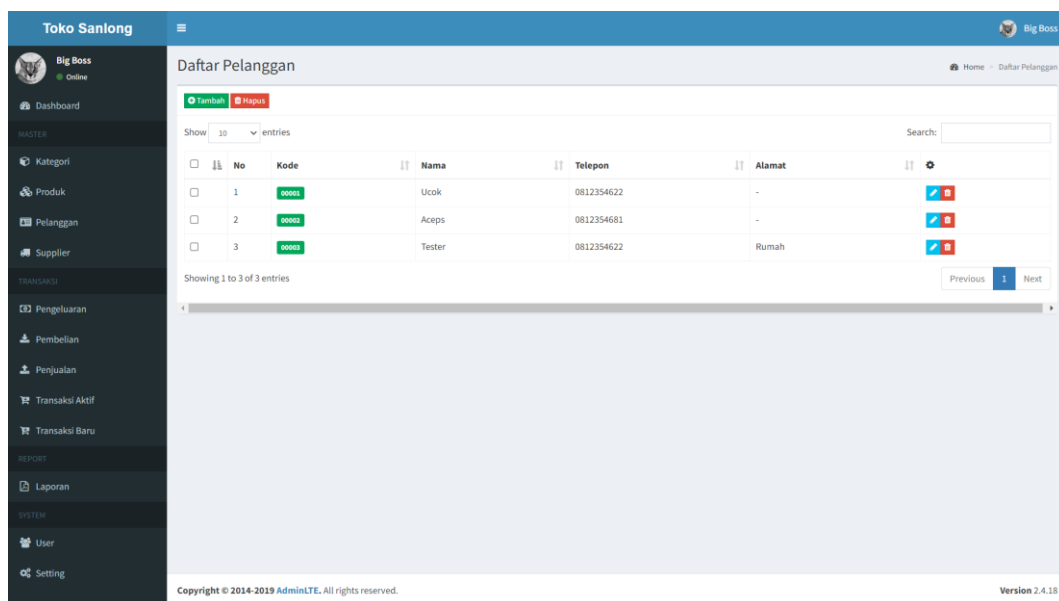 Toko Sanlong
Big Boss
Big Boss
Online
Daftar Pelanggan
Home > Daftar Pelanggan
Dashboard
MASTER
Kategori
Produk
Pelanggan
Supplier
TRANSAKSI
Pengeluaran
Pembelian
Penjualan
Transaksi Aktif
Transaksi Baru
REPORT
Laporan
SYSTEM
User
Setting
Tambah Hapus
Show 10 entries Search:
No Kode Nama Telepon Alamat
1 00001 Ucok 0812354622 -
2 00002 Aceps 0812354681 -
3 00003 Tester 0812354622 Rumah
Showing 1 to 3 of 3 entries Previous 1 Next
Copyright © 2014-2019 AdminLTE. All rights reserved. Version 2.4.18